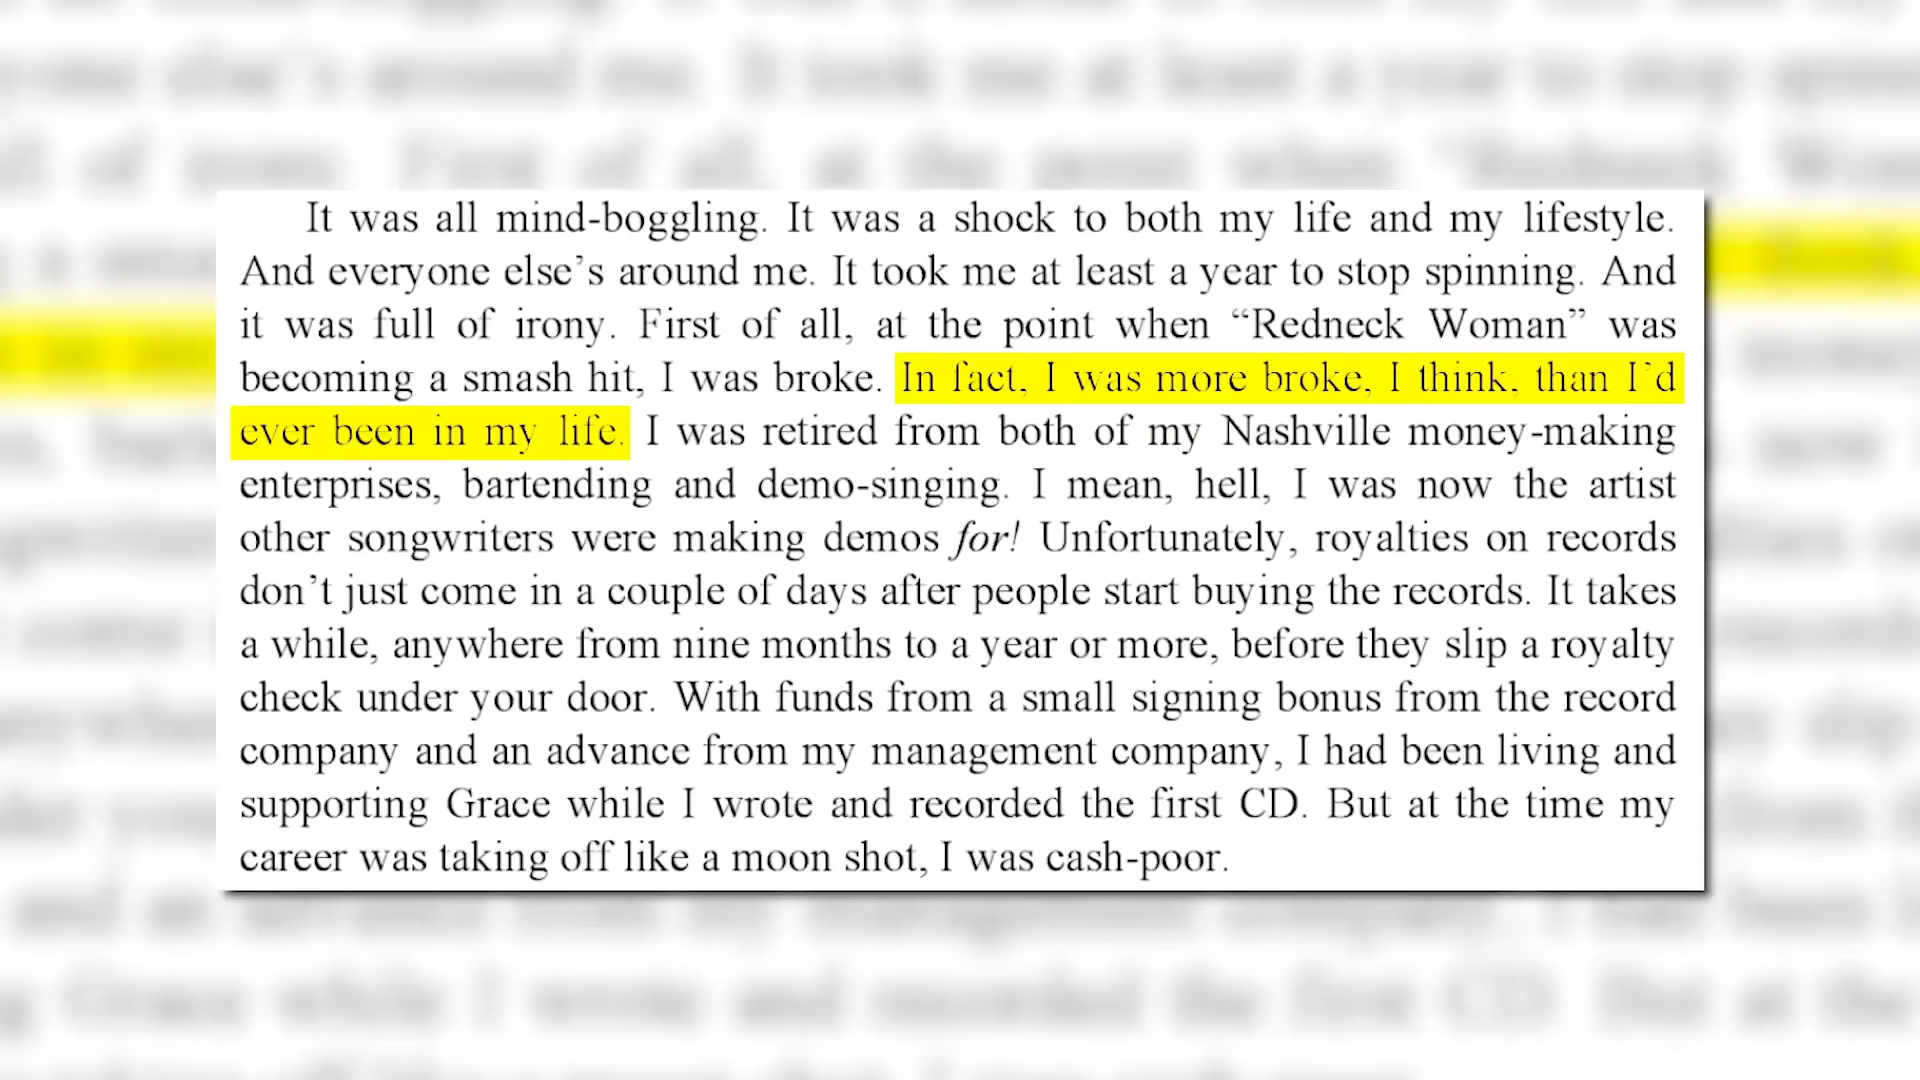 It was all mind-boggling. It was a shock to both my life and my lifestyle.
And everyone else’s around me. It took me at least a year to stop spinning. And
it was full of irony. First of all, at the point when “Redneck Woman” was
becoming a smash hit, I was broke. In fact, I was more broke, I think, than I’d
ever been in my life. I was retired from both of my Nashville money-making
enterprises, bartending and demo-singing. I mean, hell, I was now the artist
other songwriters were making demos for! Unfortunately, royalties on records
don’t just come in a couple of days after people start buying the records. It takes
a while, anywhere from nine months to a year or more, before they slip a royalty
check under your door. With funds from a small signing bonus from the record
company and an advance from my management company, I had been living and
supporting Grace while I wrote and recorded the first CD. But at the time my
career was taking off like a moon shot, I was cash-poor.